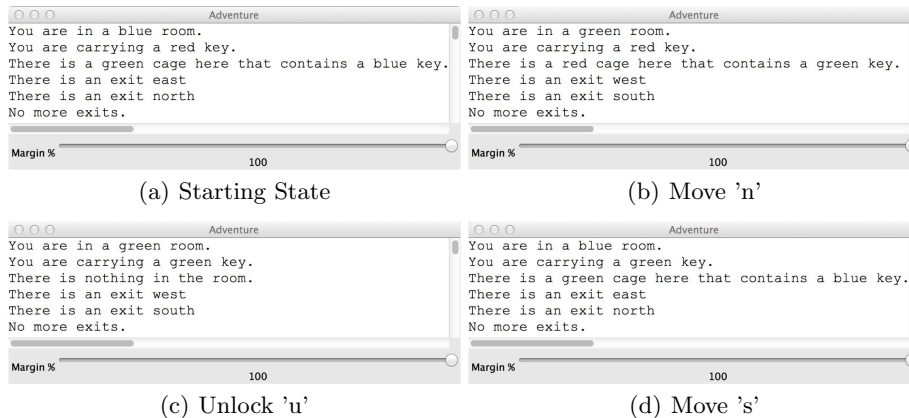 Adventure
You are in a blue room.
You are carrying a red key.
There is a green cage here that contains a blue key.
There is an exit east
There is an exit north
No more exits.
Margin %
100
(a) Starting State
Adventure
You are in a green room.
You are carrying a red key.
There is a red cage here that contains a green key.
There is an exit west
There is an exit south
No more exits.
Margin %
100
(b) Move 'n'
Adventure
You are in a green room.
You are carrying a green key.
There is nothing in the room.
There is an exit west
There is an exit south
No more exits.
Margin %
100
(c) Unlock 'u'
Adventure
You are in a blue room.
You are carrying a green key.
There is a green cage here that contains a blue key.
There is an exit east
There is an exit north
No more exits.
Margin %
100
(d) Move 's'